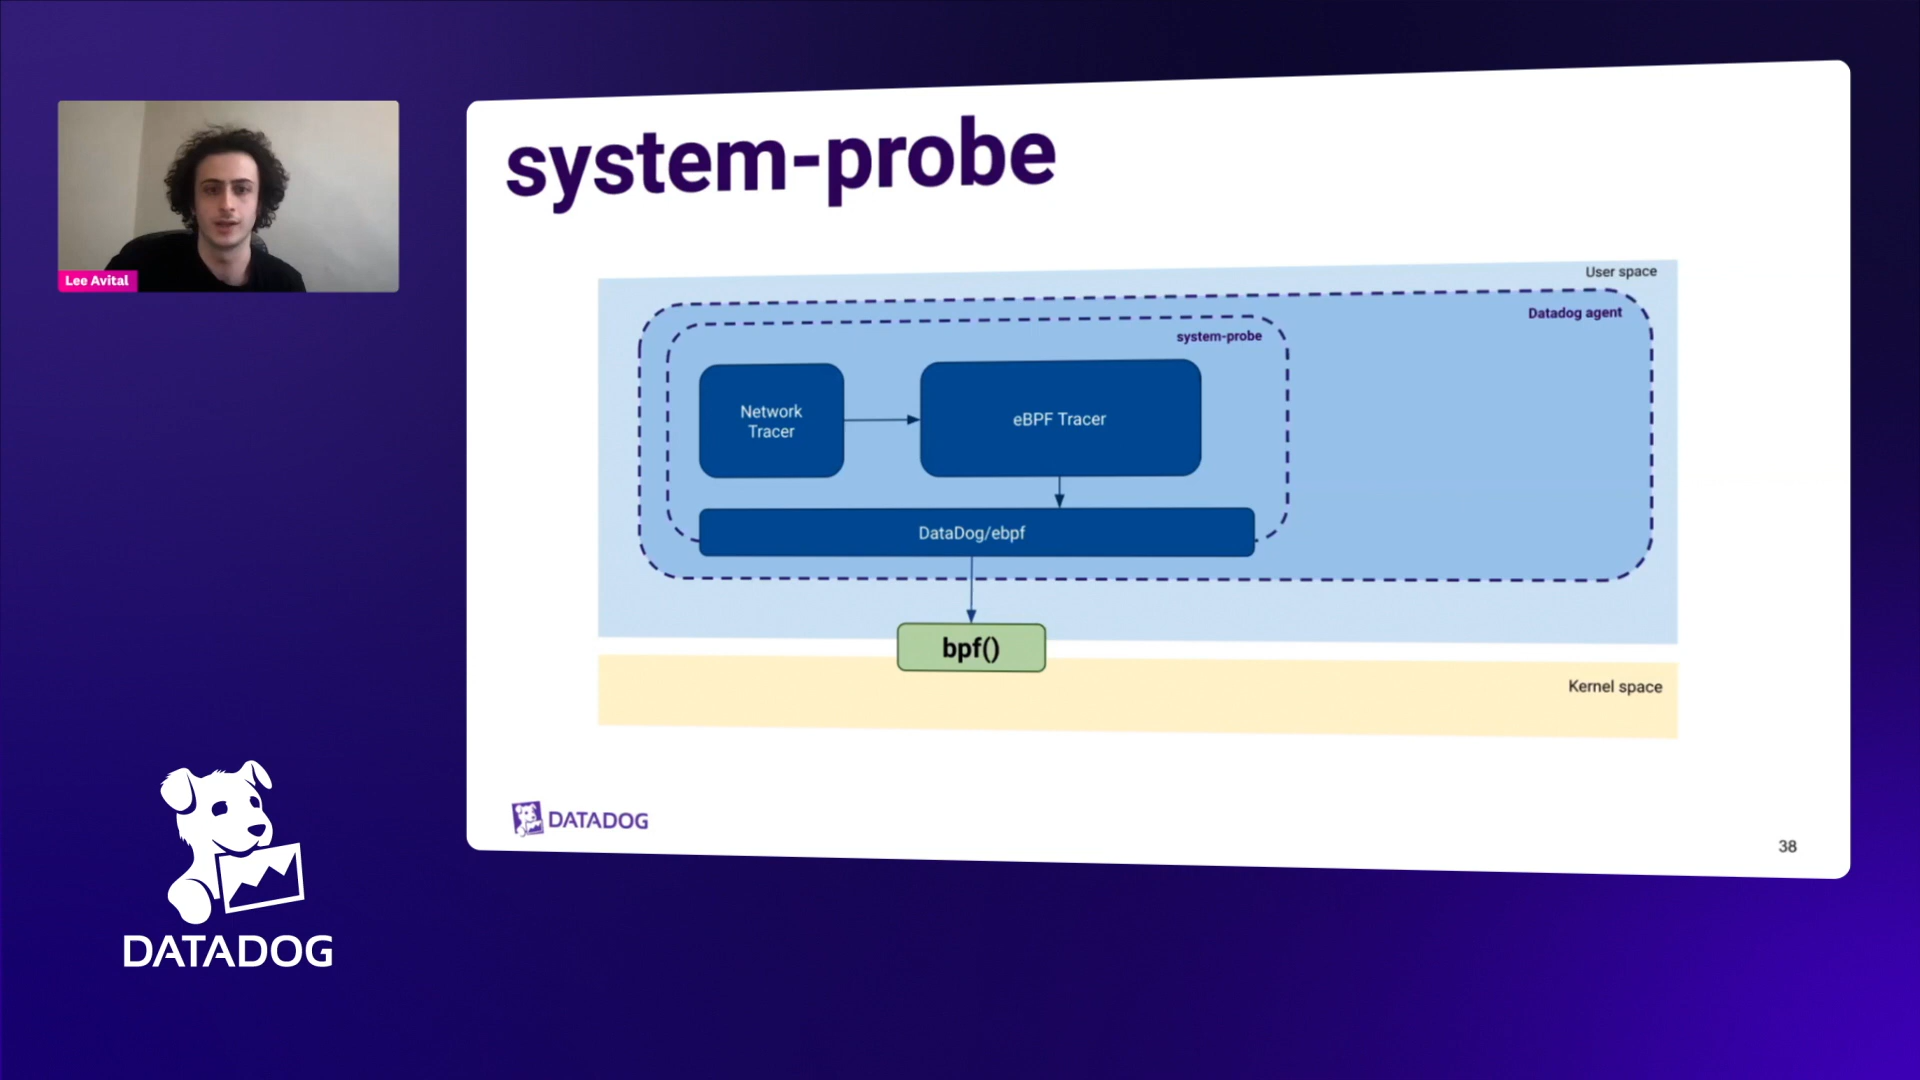 system-probe
Lee Avital
User space
Datadog agent
system-probe
Network
Tracer
eBPF Tracer
DataDog/ebpf
bpf()
Kernel space
DATADOG
38
DATADOG